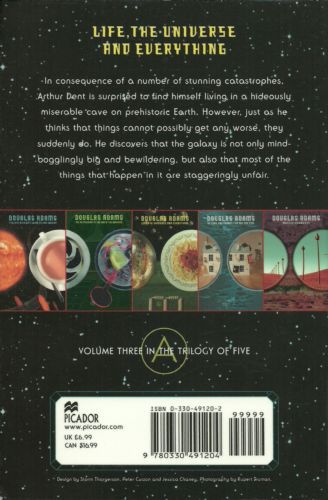 LIFE, THE UNIVERSE
AND EVERYTHING
In consequence of a number of stunning catastrophes,
Arthur Dent is surprised to find himself living in a hideously
miserable cave on prehistoric Earth. However, just as he
thinks that things cannot possibly get any worse, they
suddenly do. He discovers that the galaxy is not only mind-
bogglingly big and bewildering, but also that most of the
things that happen in it are staggeringly unfair.
DOUGLAS ADAMS
DOUGLAS ADAMS
DOUGLAS ADAMS
DOUGLAS ADAMS
DOUGLAS ADAMS
A
VOLUME THREE IN THE TRILOGY OF FIVE
PICADOR
www.picador.com
UK £6.99
CAN $16.99
ISBN 0-330-49120-2
99999
9 780330 491204
Design by Storm Thorgerson, Peter Curzon and Jessica Chaney. Photography by Rupert Truman.